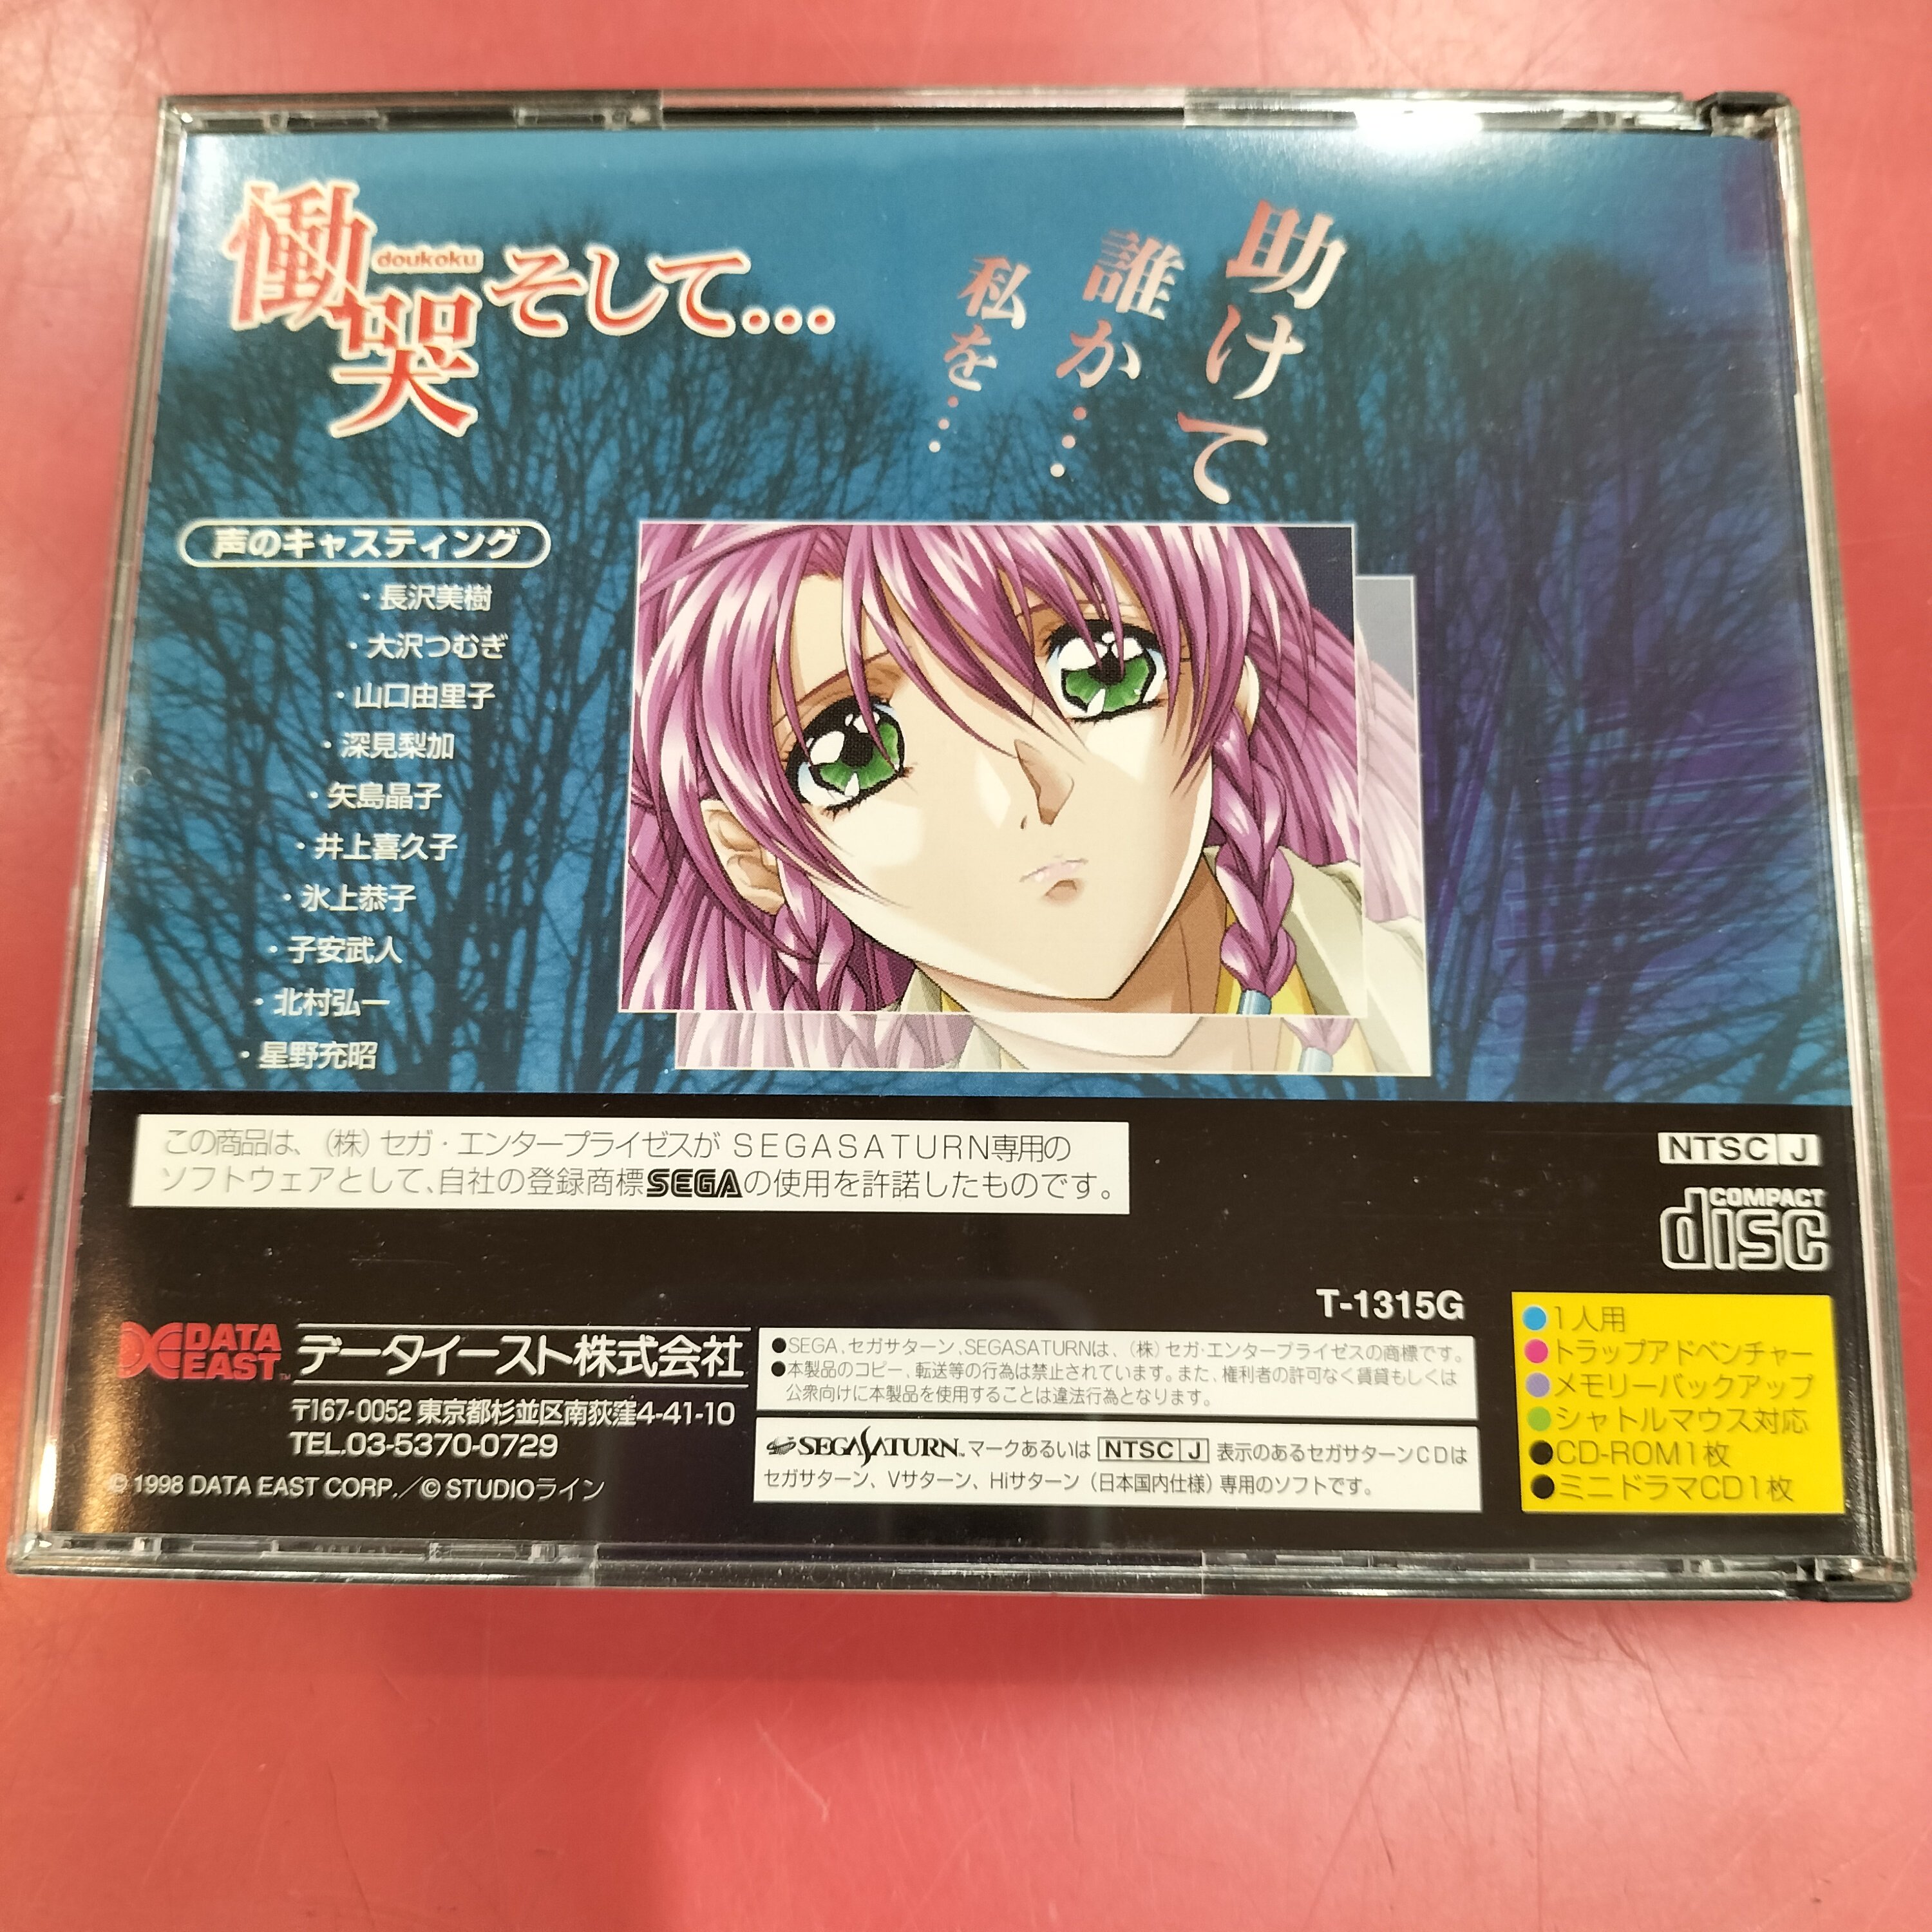 慟哭
doukoku
そして...
助けて
誰か…
私を…
声のキャスティング
・長沢美樹
・大沢つむぎ
・山口由里子
・深見梨加
・矢島晶子
・井上喜久子
・氷上恭子
・子安武人
・北村弘一
・星野充昭
この商品は、(株)セガ・エンタープライゼスが SEGASATURN専用の
ソフトウェアとして、自社の登録商標SEGAの使用を許諾したものです。
NTSC J
COMPACT
disc
T-1315G
DATA EAST™ データイースト株式会社
〒167-0052 東京都杉並区南荻窪4-41-10
TEL.03-5370-0729
© 1998 DATA EAST CORP./© STUDIOライン
●SEGA、セガサターン、SEGASATURNは、(株)セガ・エンタープライゼスの商標です。
●本製品のコピー、転送等の行為は禁止されています。また、権利者の許可なく賃貸もしくは
公衆向けに本製品を使用することは違法行為となります。
SEGASATURN™マークあるいは NTSC J 表示のあるセガサターンCDは
セガサターン、Vサターン、Hiサターン(日本国内仕様)専用のソフトです。
●1人用
●トラップアドベンチャー
●メモリーバックアップ
●シャトルマウス対応
●CD-ROM1枚
●ミニドラマCD1枚